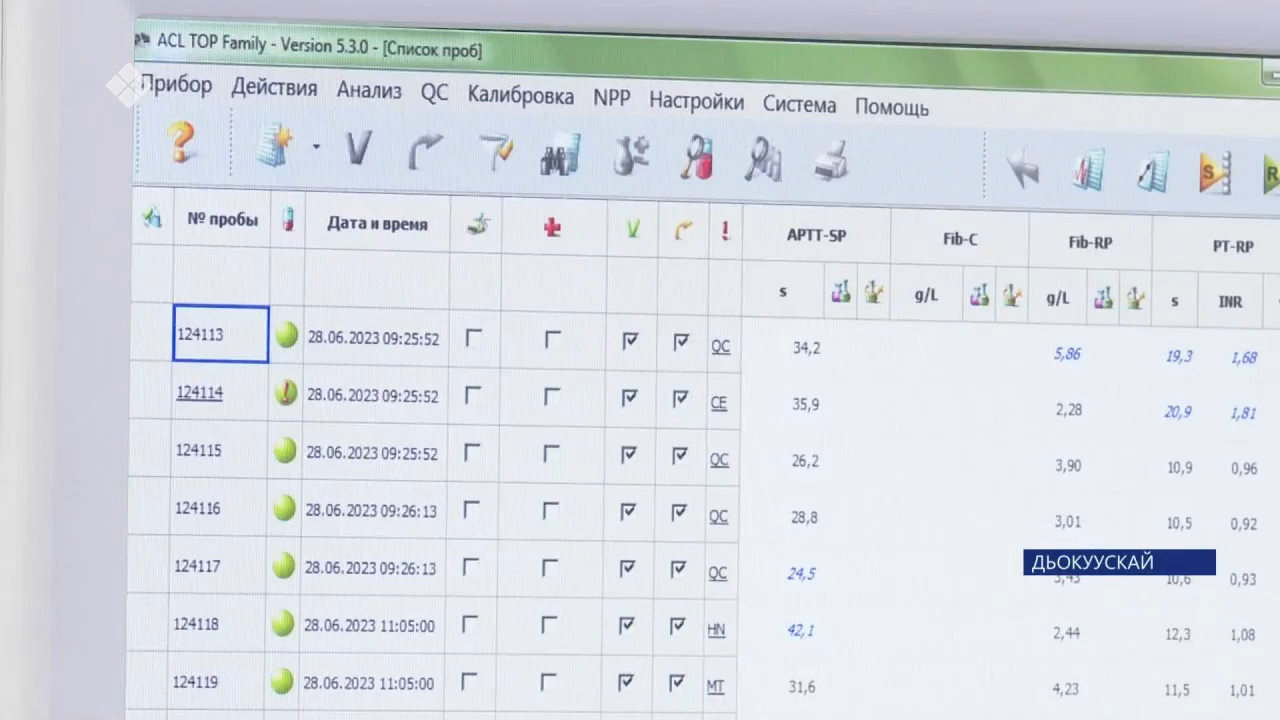 ACL TOP Family - Version 5.3.0 - [Список проб]
Прибор Действия Анализ QC Калибровка NPP Настройки Система Помощь
№ пробы Дата и время APTT-SP Fib-C Fib-RP PT-RP
s g/L g/L s INR
124113 28.06.2023 09:25:52 QC 34,2 5,86 19,3 1,68
124114 28.06.2023 09:25:52 CE 35,9 2,28 20,9 1,81
124115 28.06.2023 09:25:52 QC 26,2 3,90 10,9 0,96
124116 28.06.2023 09:26:13 QC 28,8 3,01 10,5 0,92
ДЬОКУУСКАЙ
124117 28.06.2023 09:26:13 QC 24,5 10,6 0,93
124118 28.06.2023 11:05:00 HN 42,1 2,44 12,3 1,08
124119 28.06.2023 11:05:00 MT 31,6 4,23 11,5 1,01